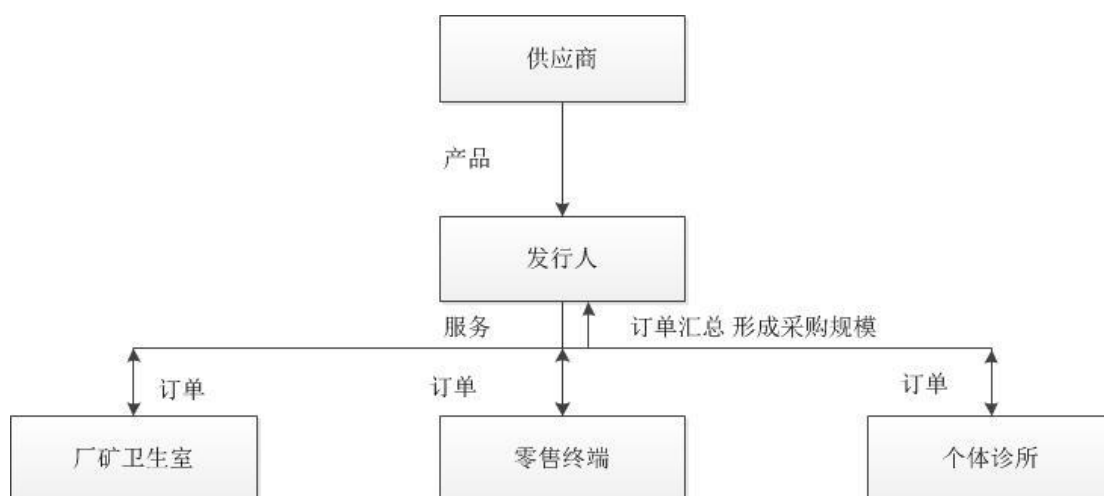 供应商
产品
发行人
服务
订单汇总 形成采购规模
订单
订单
订单
厂矿卫生室
零售终端
个体诊所